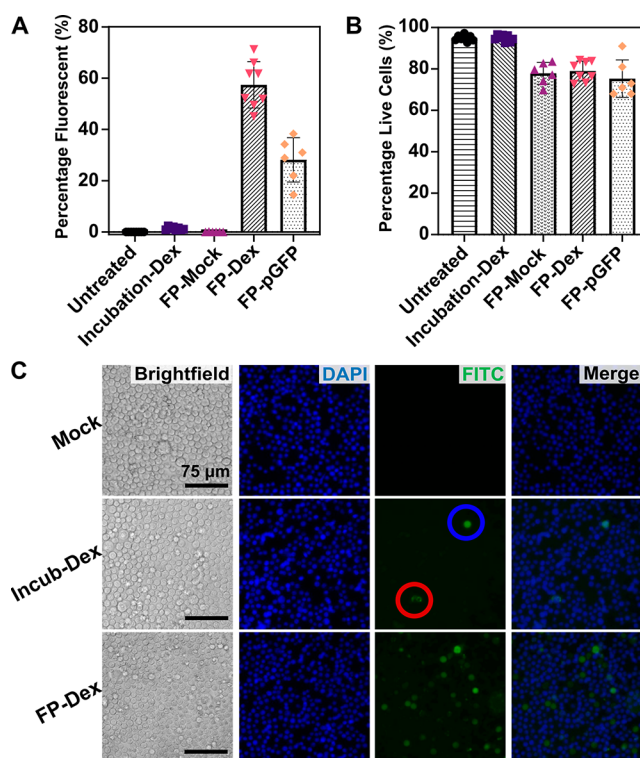 A
Percentage Fluorescent (%)
80
60
40
20
0
Untreated
Incubation-Dex
FP-Mock
FP-Dex
FP-pGFP
B
Percentage Live Cells (%)
100
80
60
40
20
0
Untreated
Incubation-Dex
FP-Mock
FP-Dex
FP-pGFP
C
Brightfield
DAPI
FITC
Merge
Mock
75 µm
Incub-Dex
FP-Dex